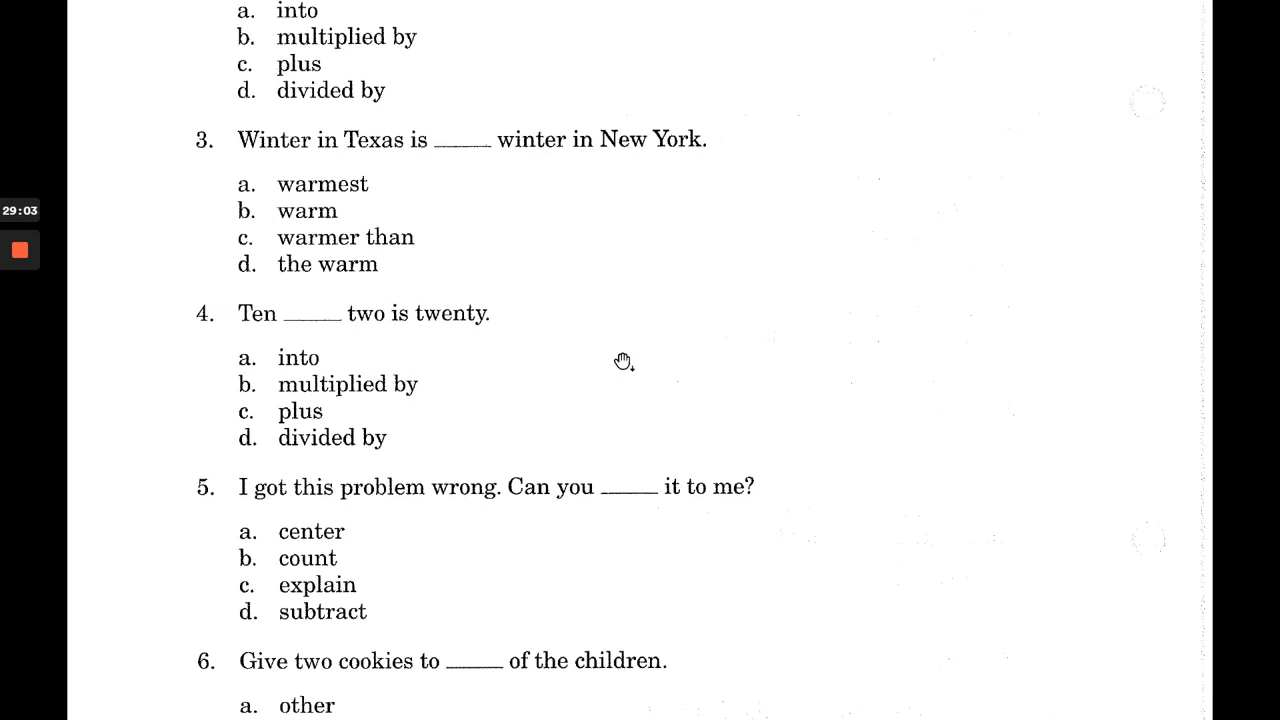 a. into
b. multiplied by
c. plus
d. divided by
3. Winter in Texas is _____ winter in New York.
a. warmest
b. warm
c. warmer than
d. the warm
29:03
4. Ten _____ two is twenty.
a. into
b. multiplied by
c. plus
d. divided by
5. I got this problem wrong. Can you _____ it to me?
a. center
b. count
c. explain
d. subtract
6. Give two cookies to _____ of the children.
a. other